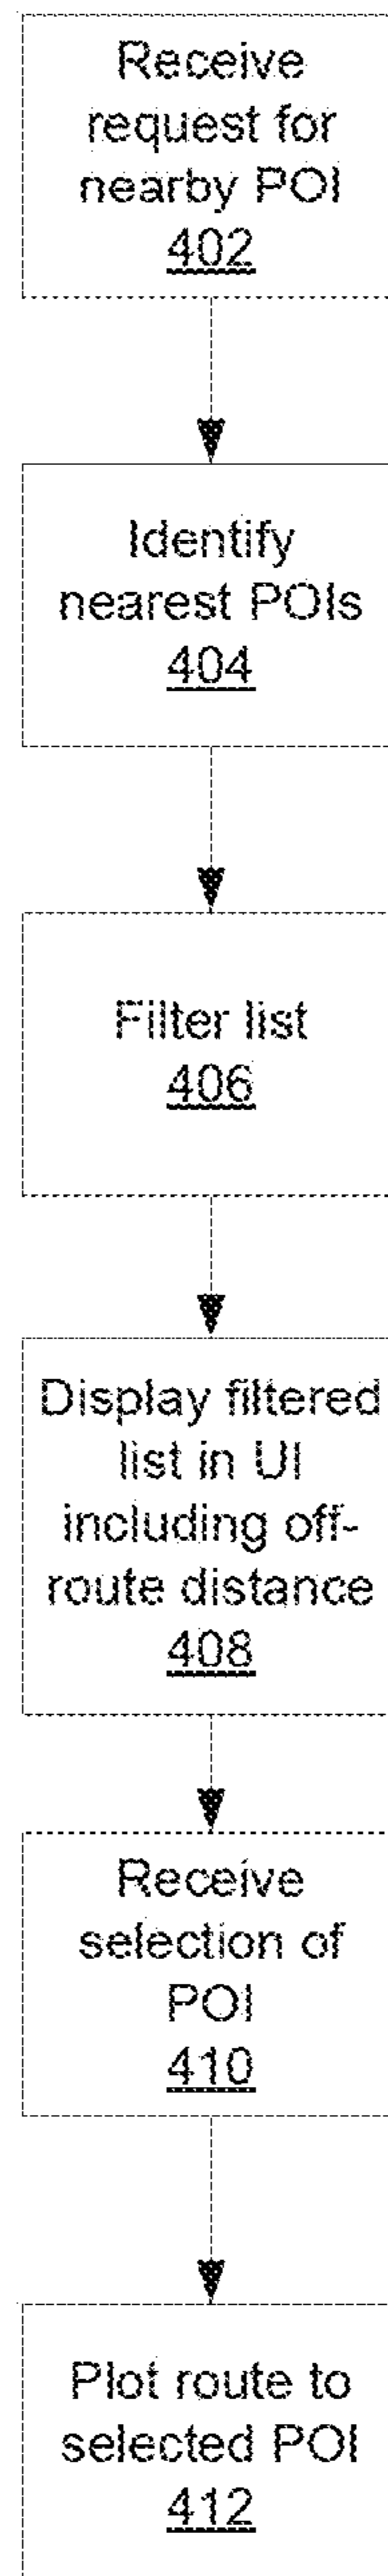 Receive
request for
nearby POI
402
Identify
nearest POIs
404
Filter list
406
Display filtered
list in UI
including off-
route distance
408
Receive
selection of
POI
410
Plot route to
selected POI
412